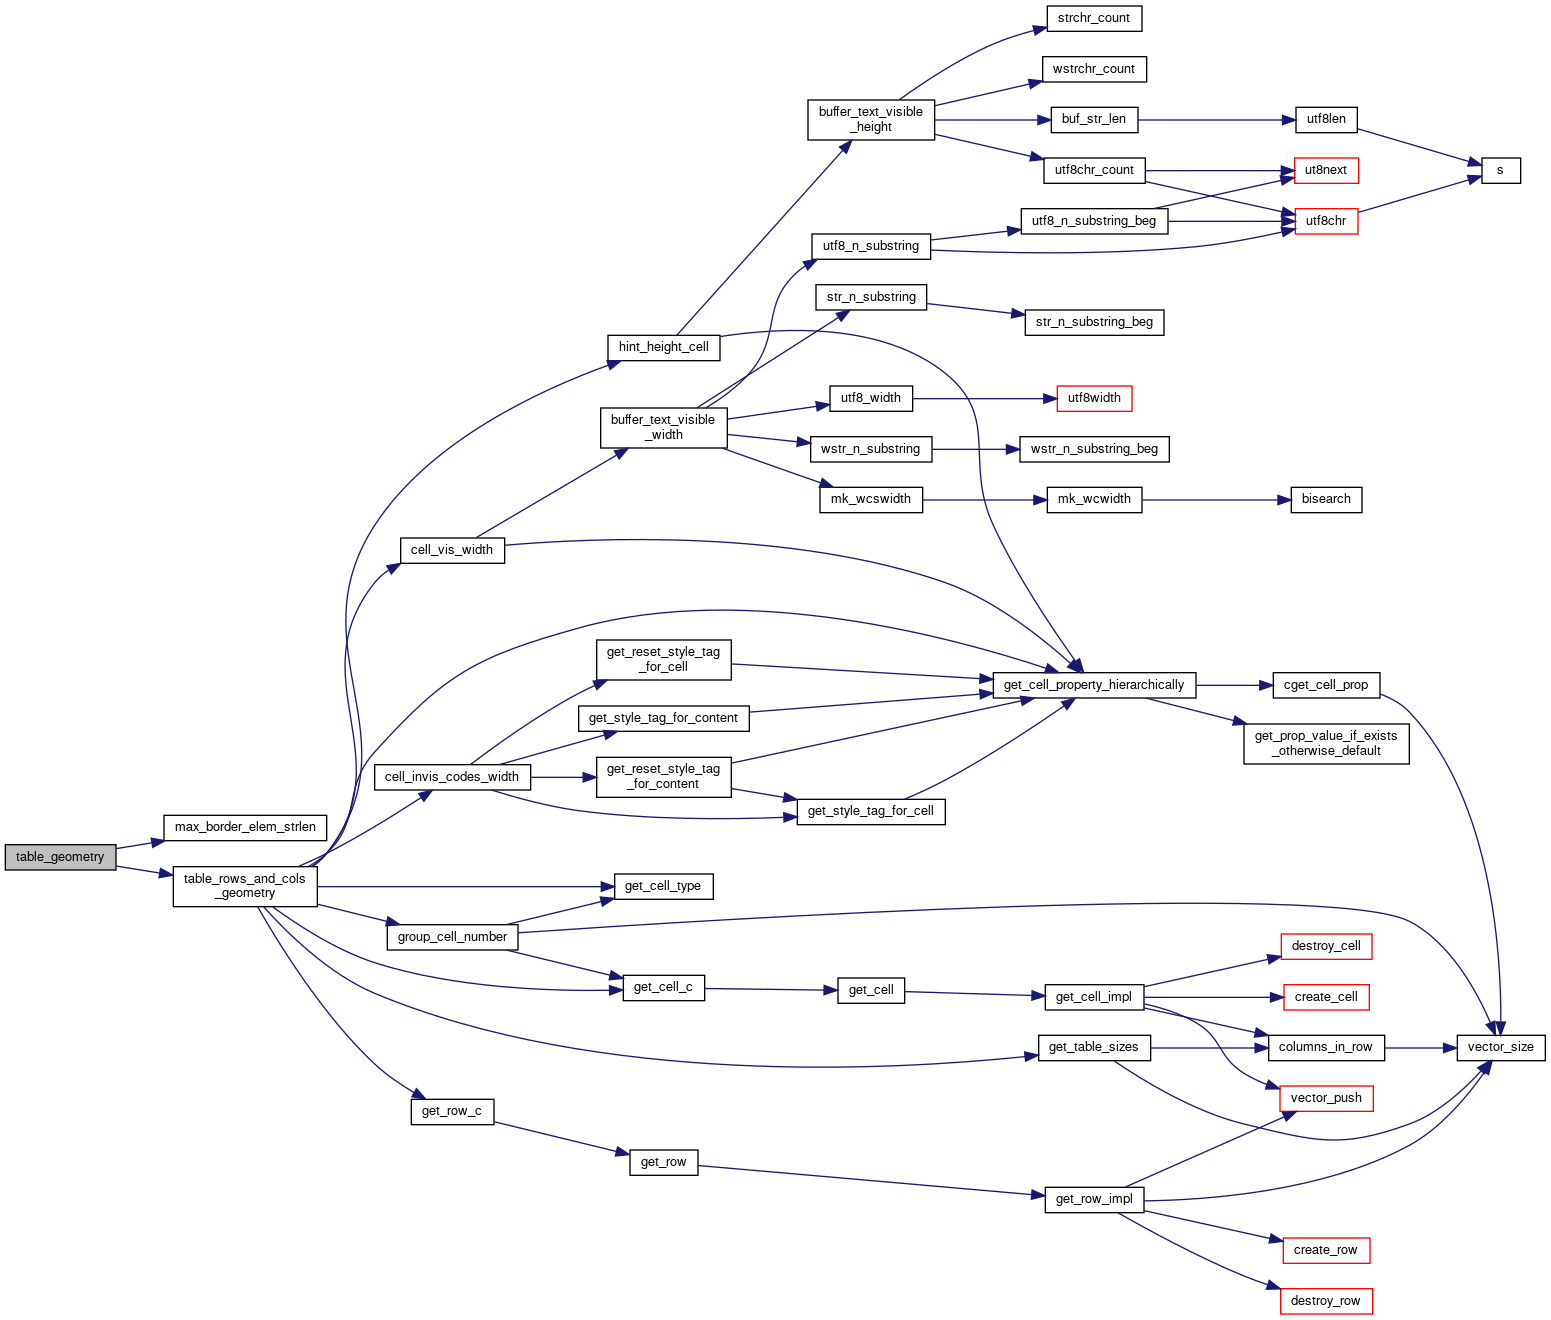 strchr_count
wstrchr_count
buffer_text_visible
_height
buf_str_len
utf8len
utf8chr_count
ut8next
s
utf8_n_substring_beg
utf8chr
utf8_n_substring
str_n_substring
str_n_substring_beg
hint_height_cell
utf8_width
utf8width
buffer_text_visible
_width
wstr_n_substring
wstr_n_substring_beg
mk_wcswidth
mk_wcwidth
bisearch
cell_vis_width
get_reset_style_tag
_for_cell
get_cell_property_hierarchically
cget_cell_prop
get_style_tag_for_content
get_prop_value_if_exists
_otherwise_default
cell_invis_codes_width
get_reset_style_tag
_for_content
get_style_tag_for_cell
max_border_elem_strlen
table_geometry
table_rows_and_cols
_geometry
get_cell_type
group_cell_number
destroy_cell
get_cell_c
get_cell
get_cell_impl
create_cell
get_table_sizes
columns_in_row
vector_size
vector_push
get_row_c
get_row
get_row_impl
create_row
destroy_row